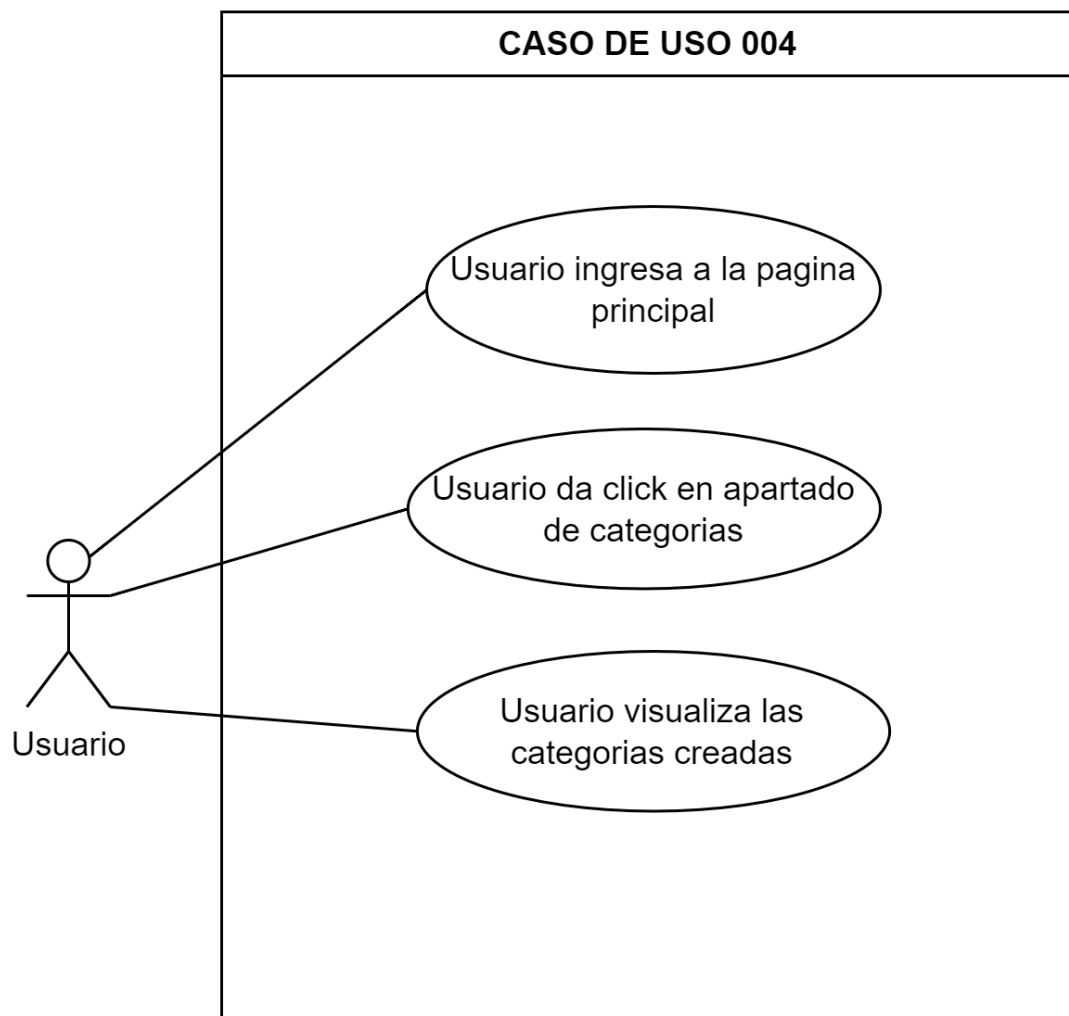 CASO DE USO 004
Usuario ingresa a la pagina
principal
Usuario da click en apartado
de categorias
Usuario visualiza las
categorias creadas
Usuario